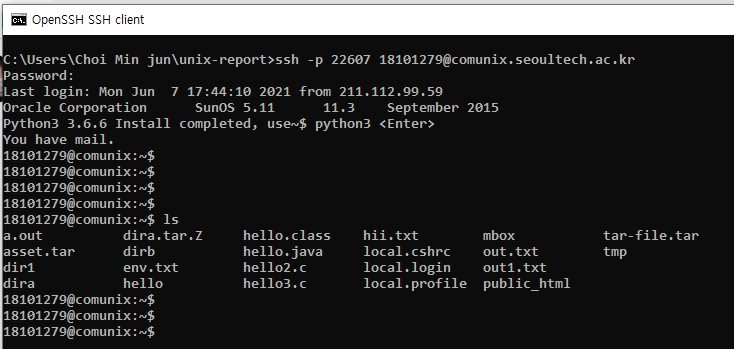 OpenSSH SSH client
C:\Users\Choi Min jun\unix-report>ssh -p 22607 18101279@comunix.seoultech.ac.kr
Password:
Last login: Mon Jun  7 17:44:10 2021 from 211.112.99.59
Oracle Corporation      SunOS 5.11      11.3    September 2015
Python3 3.6.6 Install completed, use~$ python3 <Enter>
You have mail.
18101279@comunix:~$
18101279@comunix:~$
18101279@comunix:~$
18101279@comunix:~$
18101279@comunix:~$ ls
a.out          dira.tar.Z     hello.class    hii.txt        mbox           tar-file.tar
asset.tar      dirb           hello.java     local.cshrc    out.txt        tmp
dir1           env.txt        hello2.c       local.login    out1.txt
dira           hello          hello3.c       local.profile  public_html
18101279@comunix:~$
18101279@comunix:~$
18101279@comunix:~$